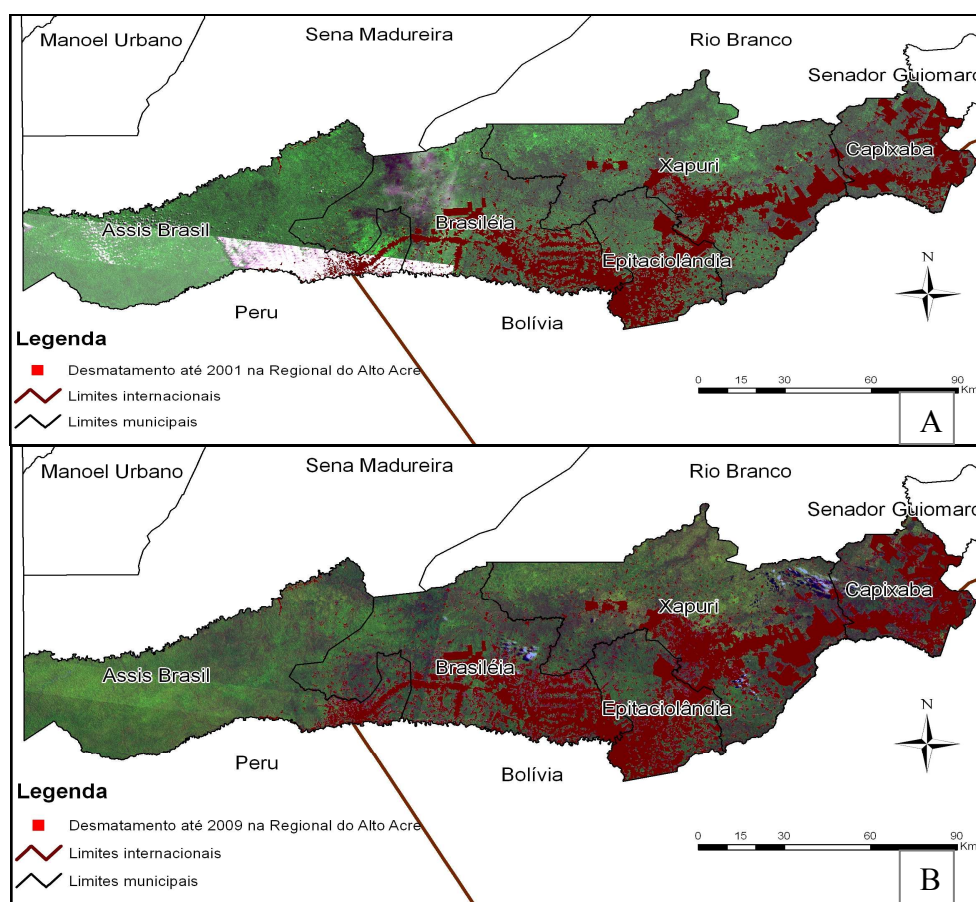 Manoel Urbano
Sena Madureira
Rio Branco
Senador Guiomard
Capixaba
Xapuri
Assis Brasil
Brasiléia
Epitaciolândia
Peru
Bolívia
N
Legenda
Desmatamento até 2001 na Regional do Alto Acre
Limites internacionais
Limites municipais
0 15 30 60 90
Km
A
Manoel Urbano
Sena Madureira
Rio Branco
Senador Guiomard
Capixaba
Xapuri
Assis Brasil
Brasiléia
Epitaciolândia
Peru
Bolívia
N
Legenda
Desmatamento até 2009 na Regional do Alto Acre
Limites internacionais
Limites municipais
0 15 30 60 90
Km
B